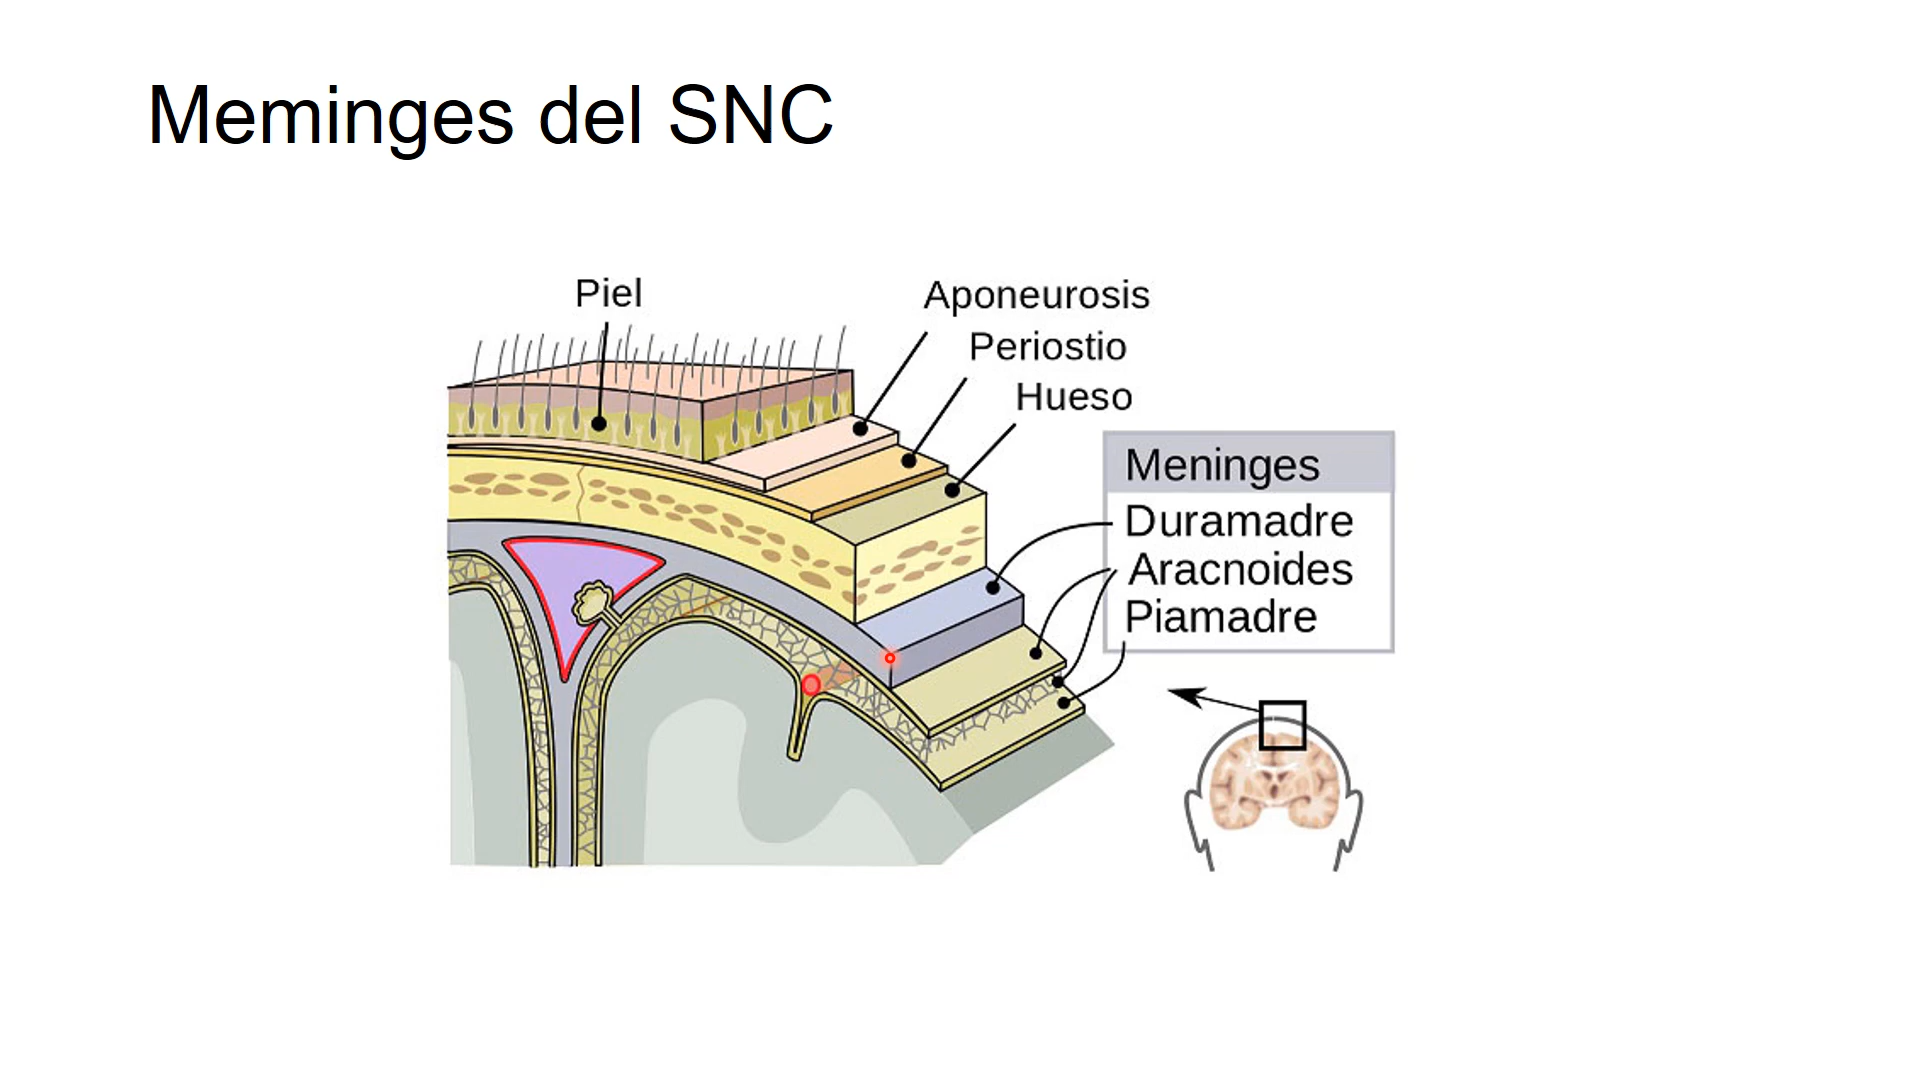 Meminges del SNC
Piel
Aponeurosis
Periostio
Hueso
Meninges
Duramadre
Aracnoides
Piamadre